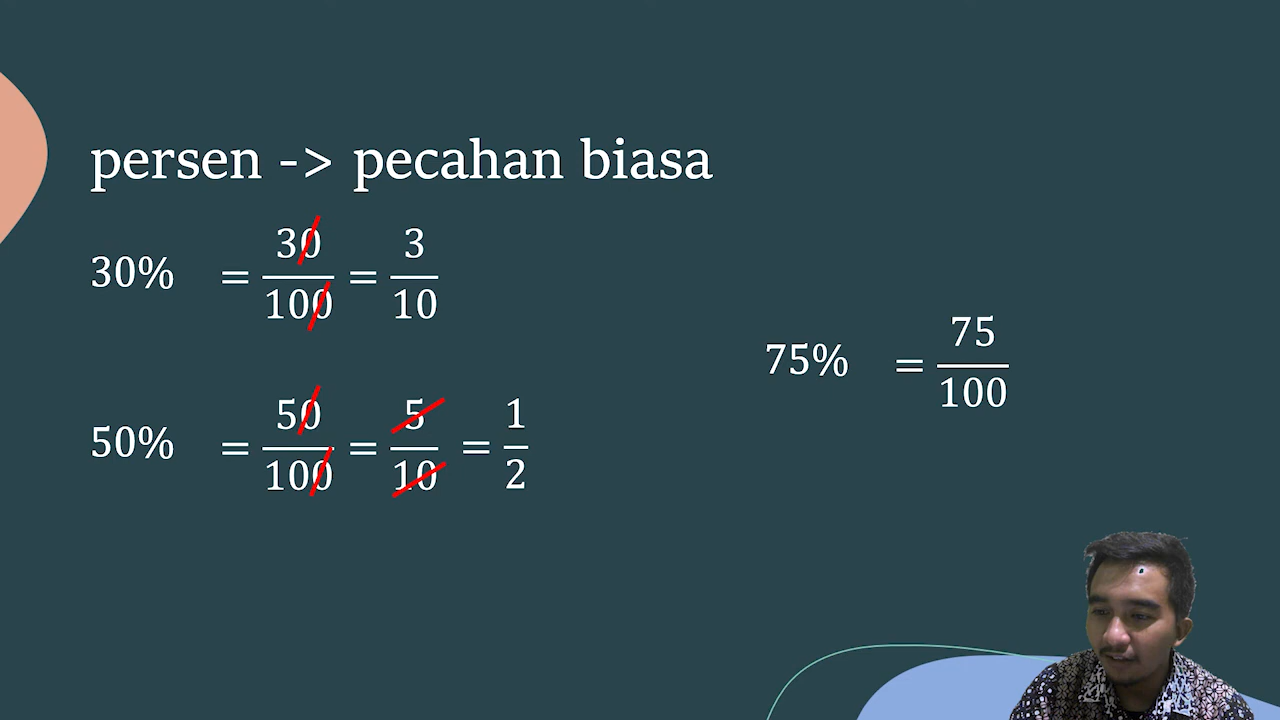 persen -> pecahan biasa
30% = 30/100 = 3/10
50% = 50/100 = 5/10 = 1/2
75% = 75/100